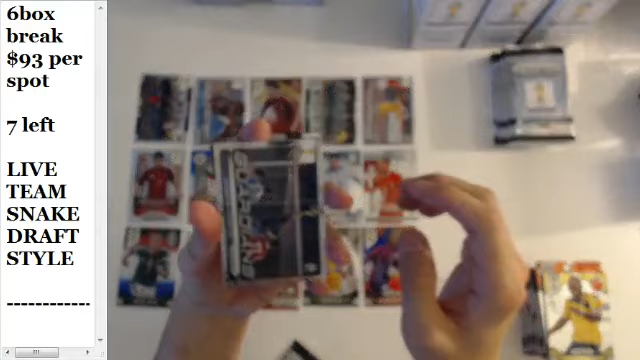 6box
break
$93 per
spot
7 left
LIVE
TEAM
SNAKE
DRAFT
STYLE
------------